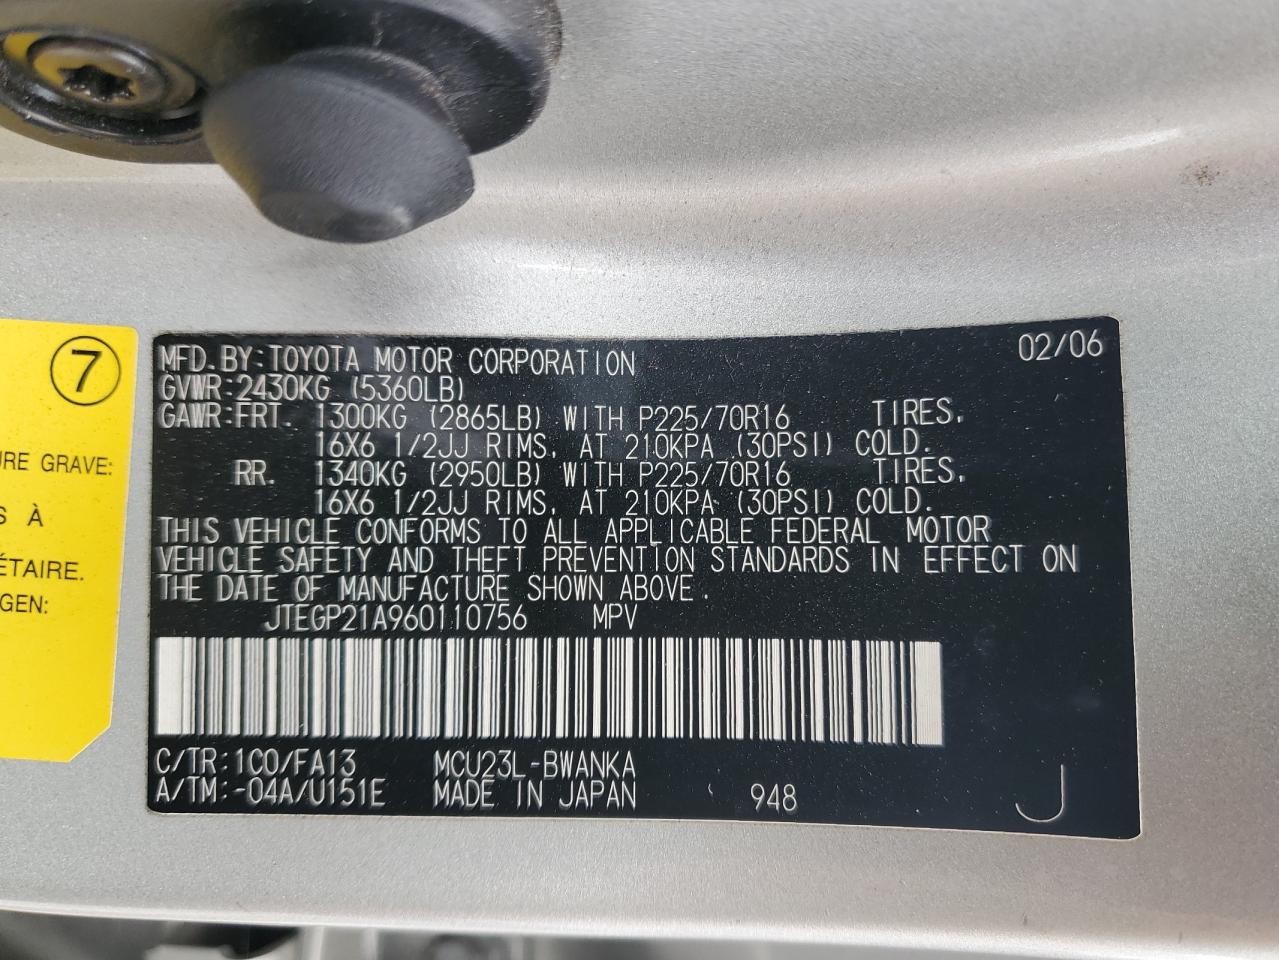 7
URE GRAVE:
S À
ÉTAIRE.
GEN:
MFD. BY: TOYOTA MOTOR CORPORATION 02/06
GVWR: 2430KG (5360LB)
GAWR: FRT. 1300KG (2865LB) WITH P225/70R16 TIRES,
16X6 1/2JJ RIMS, AT 210KPA (30PSI) COLD.
RR. 1340KG (2950LB) WITH P225/70R16 TIRES,
16X6 1/2JJ RIMS, AT 210KPA (30PSI) COLD.
THIS VEHICLE CONFORMS TO ALL APPLICABLE FEDERAL MOTOR
VEHICLE SAFETY AND THEFT PREVENTION STANDARDS IN EFFECT ON
THE DATE OF MANUFACTURE SHOWN ABOVE.
JTEGP21A960110756 MPV
C/TR: 1C0/FA13 MCU23L-BWANKA
A/TM: -04A/U151E MADE IN JAPAN 948 J